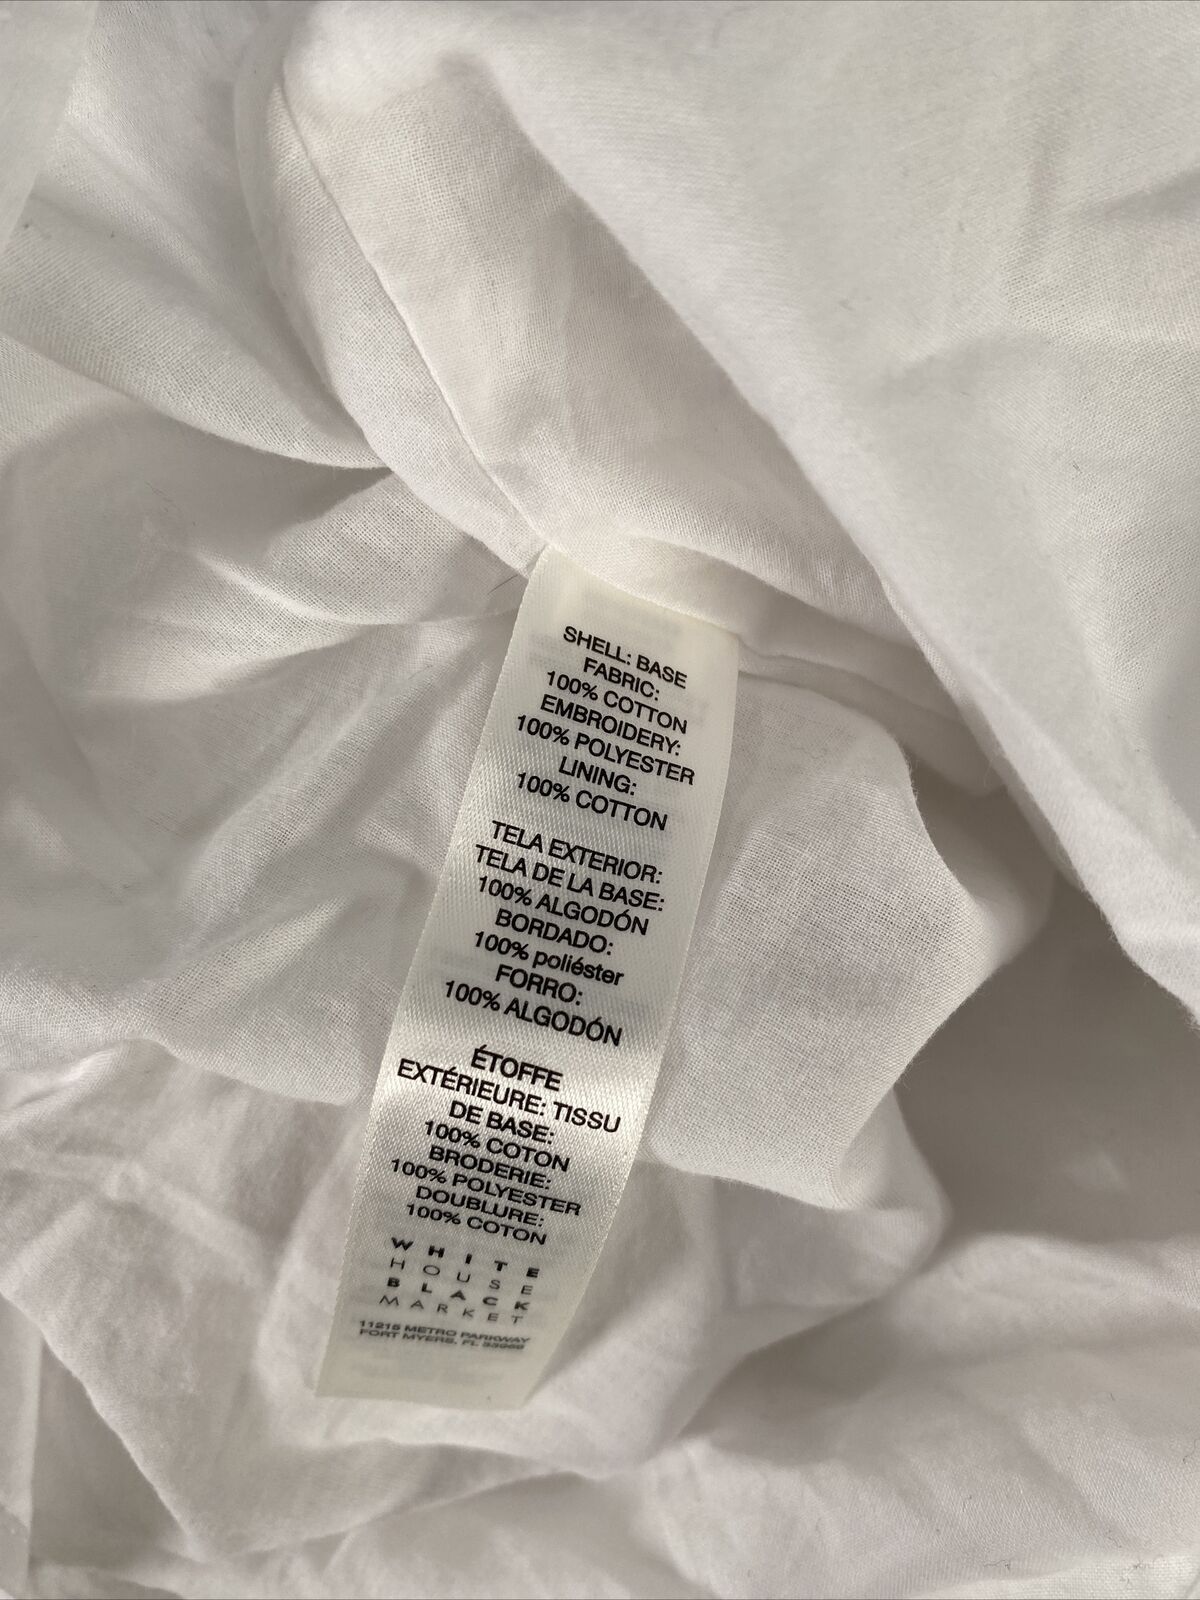 SHELL: BASE
FABRIC:
100% COTTON
EMBROIDERY:
100% POLYESTER
LINING:
100% COTTON
TELA EXTERIOR:
TELA DE LA BASE:
100% ALGODÓN
BORDADO:
100% poliéster
FORRO:
100% ALGODÓN
ÉTOFFE
EXTÉRIEURE: TISSU
DE BASE:
100% COTON
BRODERIE:
100% POLYESTER
DOUBLURE:
100% COTON
WHITE
HOUSE
BLACK
MARKET
11215 METRO PARKWAY
FORT MYERS, FL